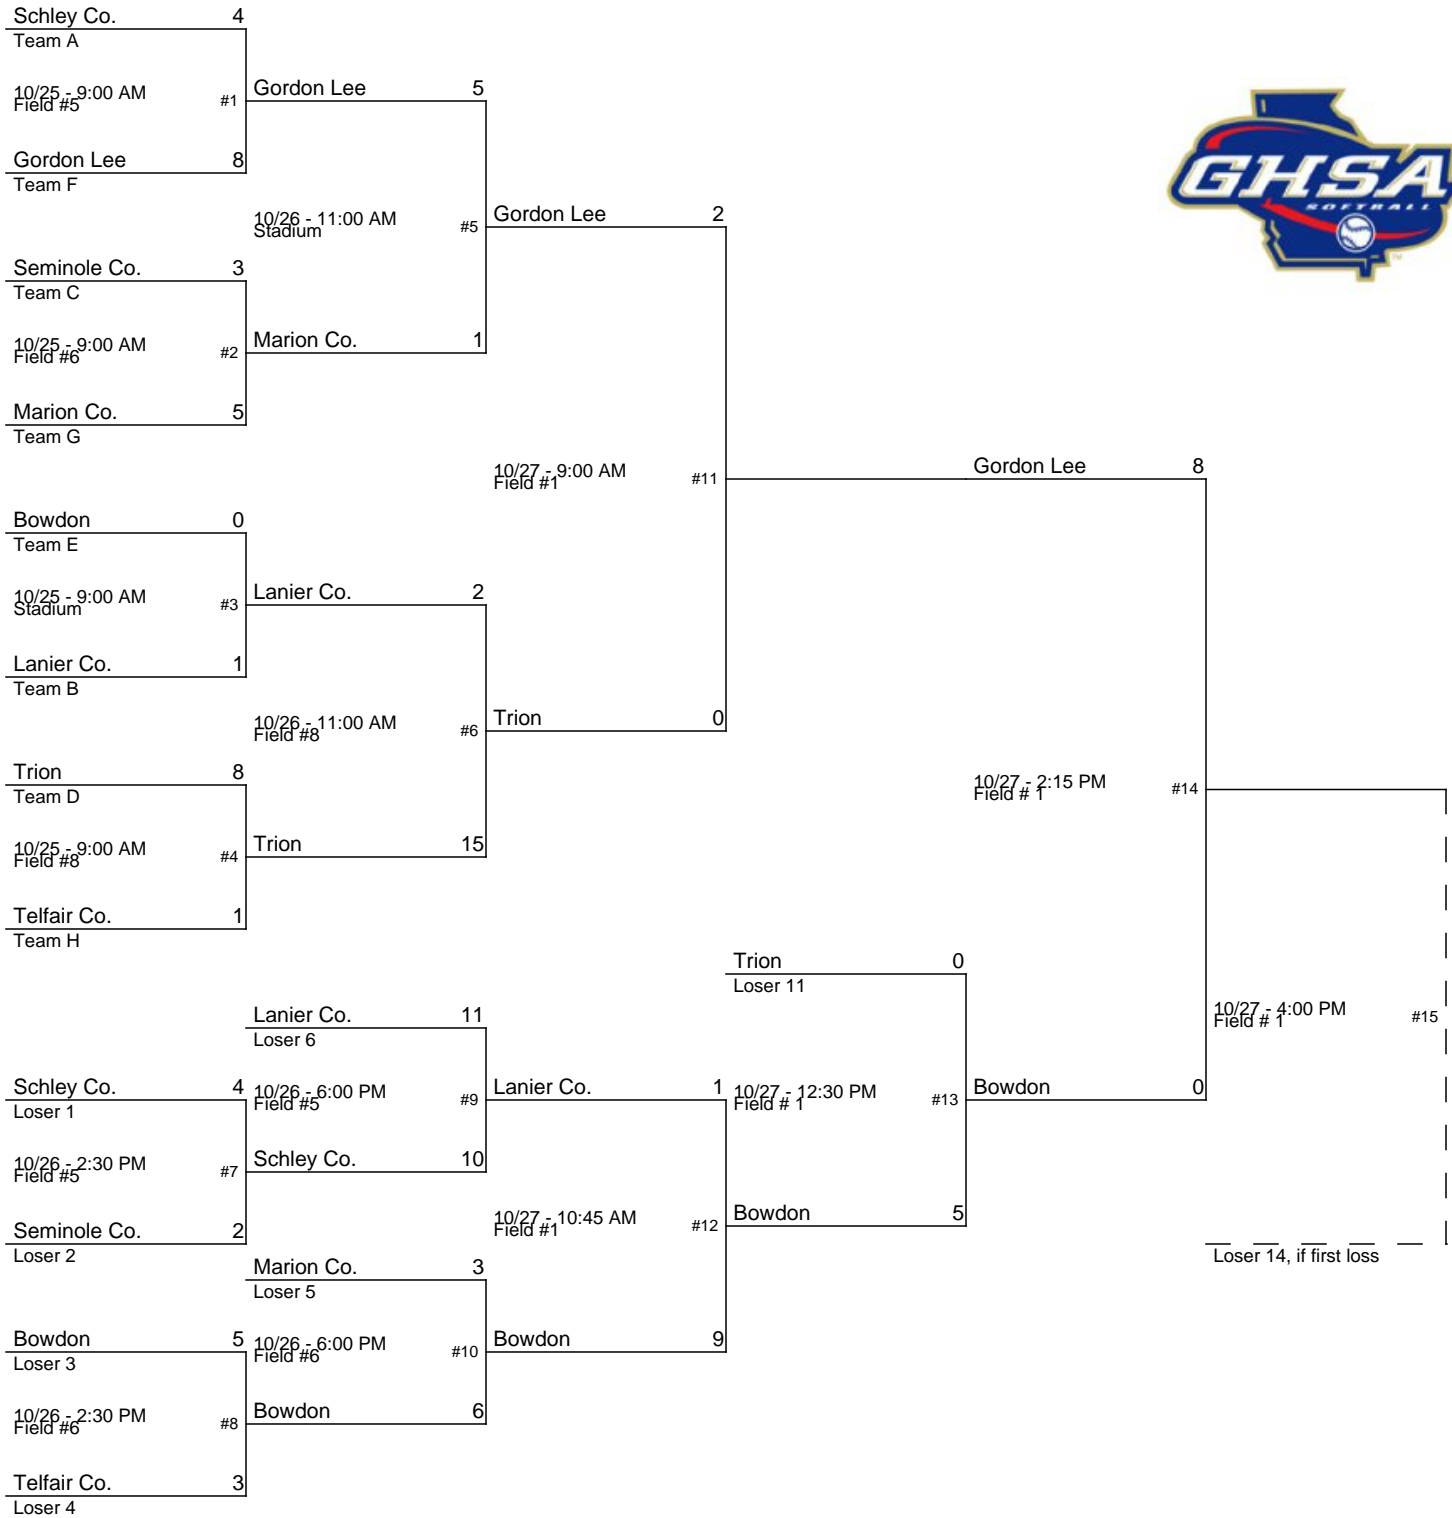 Schley Co. 4
Team A
10/25 - 9:00 AM
Field #5
#1
Gordon Lee 8
Team F
Gordon Lee 5
10/26 - 11:00 AM
Stadium
#5
Seminole Co. 3
Team C
10/25 - 9:00 AM
Field #6
#2
Marion Co. 5
Team G
Marion Co. 1
Gordon Lee 2
10/27 - 9:00 AM
Field #1
#11
Bowdon 0
Team E
10/25 - 9:00 AM
Stadium
#3
Lanier Co. 1
Team B
Lanier Co. 2
10/26 - 11:00 AM
Field #8
#6
Trion 8
Team D
10/25 - 9:00 AM
Field #8
#4
Telfair Co. 1
Team H
Trion 15
Trion 0
Gordon Lee 8
10/27 - 2:15 PM
Field # 1
#14
GHSA
SOFTBALL
TM
Lanier Co. 11
Loser 6
10/26 - 6:00 PM
Field #5
#9
Schley Co. 4
Loser 1
10/26 - 2:30 PM
Field #5
#7
Seminole Co. 2
Loser 2
Schley Co. 10
Lanier Co. 1
10/27 - 10:45 AM
Field #1
#12
Marion Co. 3
Loser 5
10/26 - 6:00 PM
Field #6
#10
Bowdon 5
Loser 3
10/26 - 2:30 PM
Field #6
#8
Telfair Co. 3
Loser 4
Bowdon 6
Bowdon 9
Trion 0
Loser 11
10/27 - 12:30 PM
Field # 1
#13
Bowdon 5
Bowdon 0
10/27 - 4:00 PM
Field # 1
#15
Loser 14, if first loss